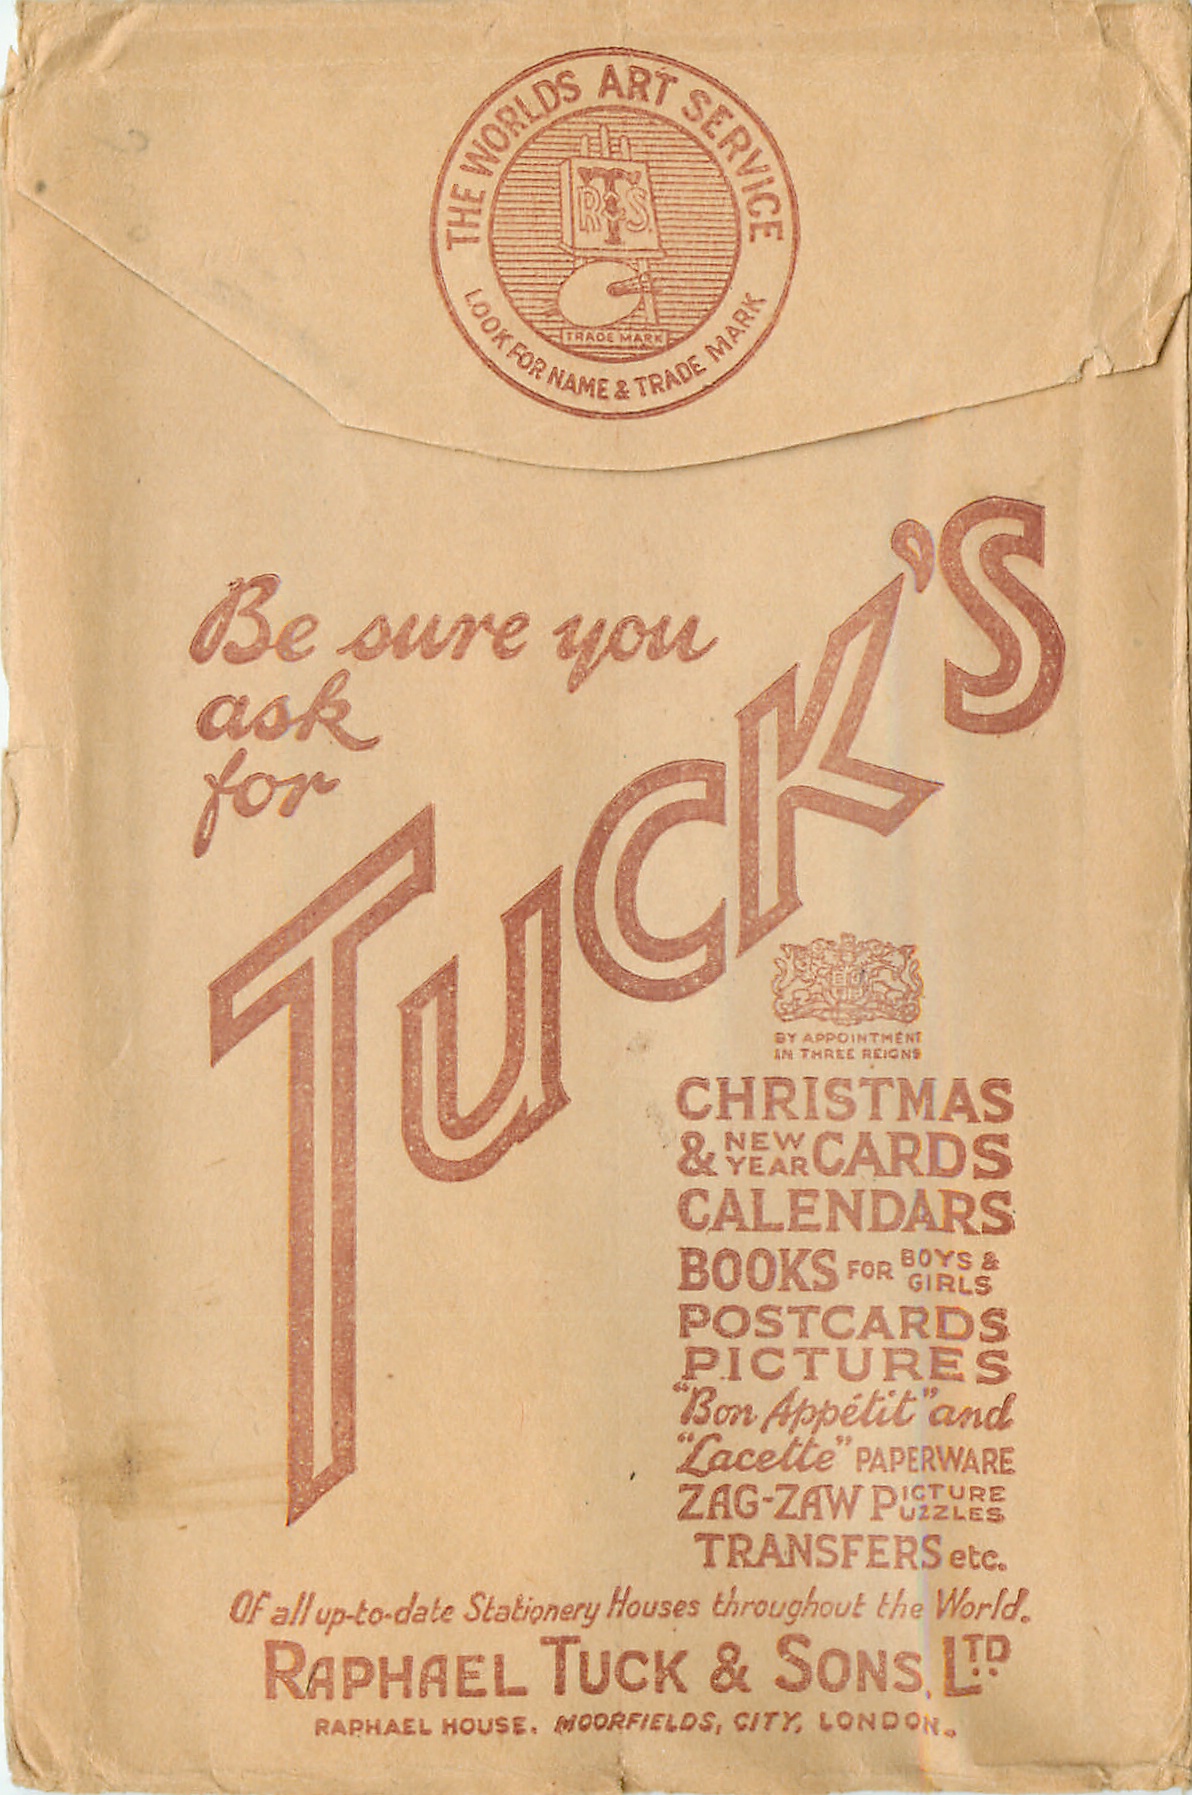 THE WORLDS ART SERVICE
RTS
TRADE MARK
LOOK FOR NAME & TRADE MARK
Be sure you
ask
for
TUCK'S
BY APPOINTMENT
IN THREE REIGNS
CHRISTMAS
& NEW YEAR CARDS
CALENDARS
BOOKS FOR BOYS & GIRLS
POSTCARDS
PICTURES
"Bon Appétit" and
"Lacette" PAPERWARE
ZAG-ZAW PICTURE PUZZLES
TRANSFERS etc.
Of all up-to-date Stationery Houses throughout the World.
RAPHAEL TUCK & SONS, LTD
RAPHAEL HOUSE. MOORFIELDS, CITY, LONDON.